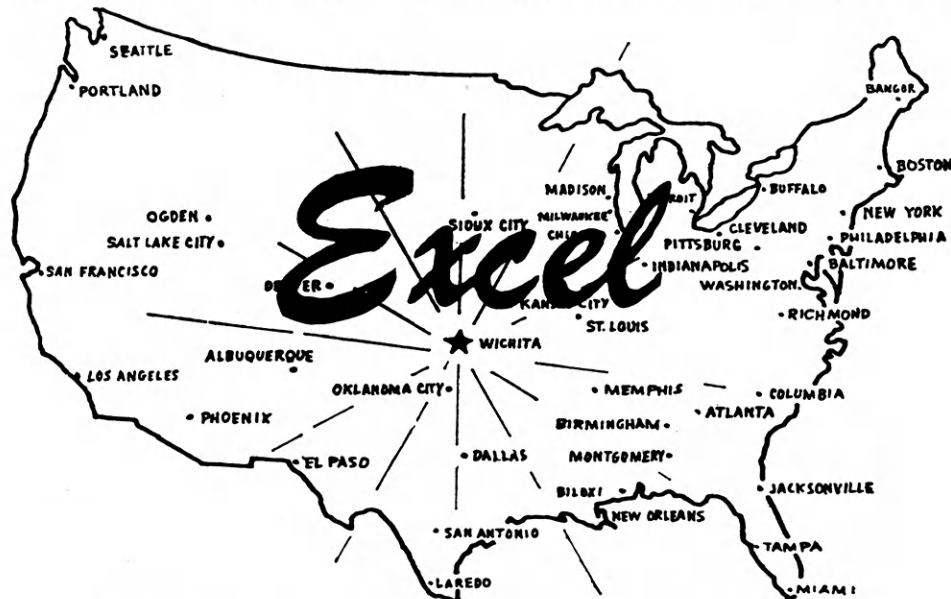 SEATTLE
PORTLAND
BANGOR
BOSTON
BUFFALO
MADISON
MILWAUKEE
OGDEN
SIOUX CITY
NEW YORK
CLEVELAND
SALT LAKE CITY
PITTSBURG
PHILADELPHIA
Excel
SAN FRANCISCO
INDIANAPOLIS
BALTIMORE
WASHINGTON
KANSAS CITY
RICHMOND
ST. LOUIS
WICHITA
ALBUQUERQUE
LOS ANGELES
OKLAHOMA CITY
MEMPHIS
COLUMBIA
PHOENIX
ATLANTA
BIRMINGHAM
EL PASO
DALLAS
MONTGOMERY
BILOXI
JACKSONVILLE
NEW ORLEANS
SAN ANTONIO
TAMPA
LAREDO
MIAMI